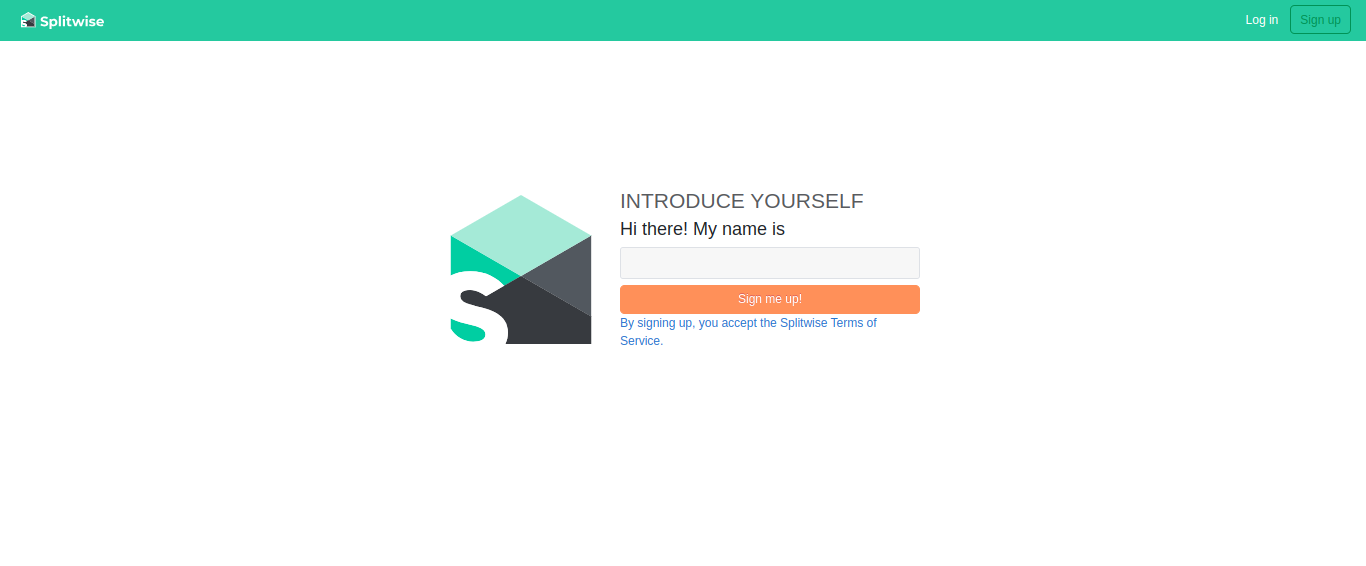 Splitwise
Log in
Sign up
INTRODUCE YOURSELF
Hi there! My name is
Sign me up!
By signing up, you accept the Splitwise Terms of
Service.